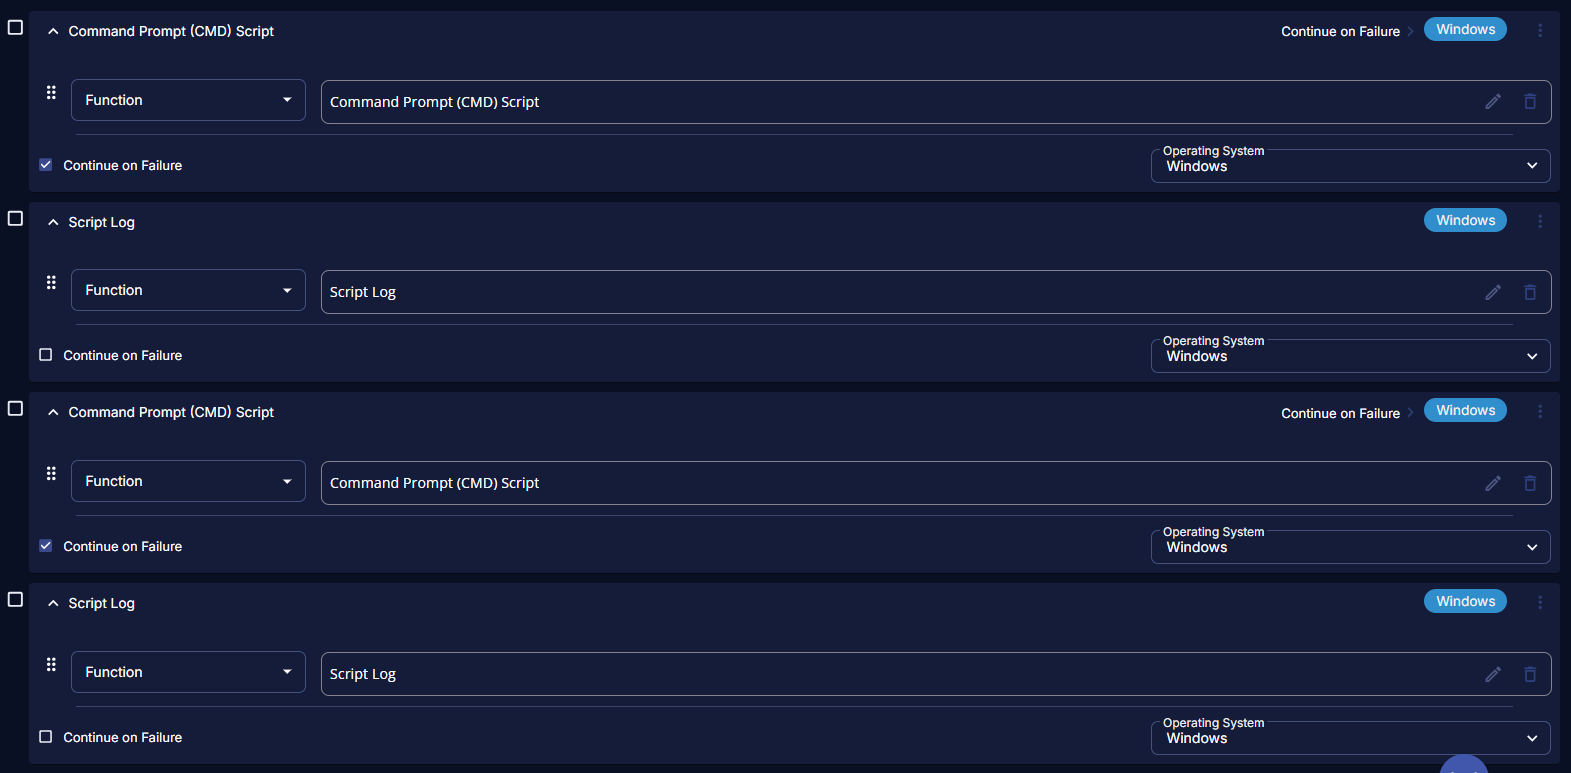 Command Prompt (CMD) Script Continue on Failure Windows
Function Command Prompt (CMD) Script
Operating System
Continue on Failure Windows
Script Log Windows
Function Script Log
Operating System
Continue on Failure Windows
Command Prompt (CMD) Script Continue on Failure Windows
Function Command Prompt (CMD) Script
Operating System
Continue on Failure Windows
Script Log Windows
Function Script Log
Operating System
Continue on Failure Windows